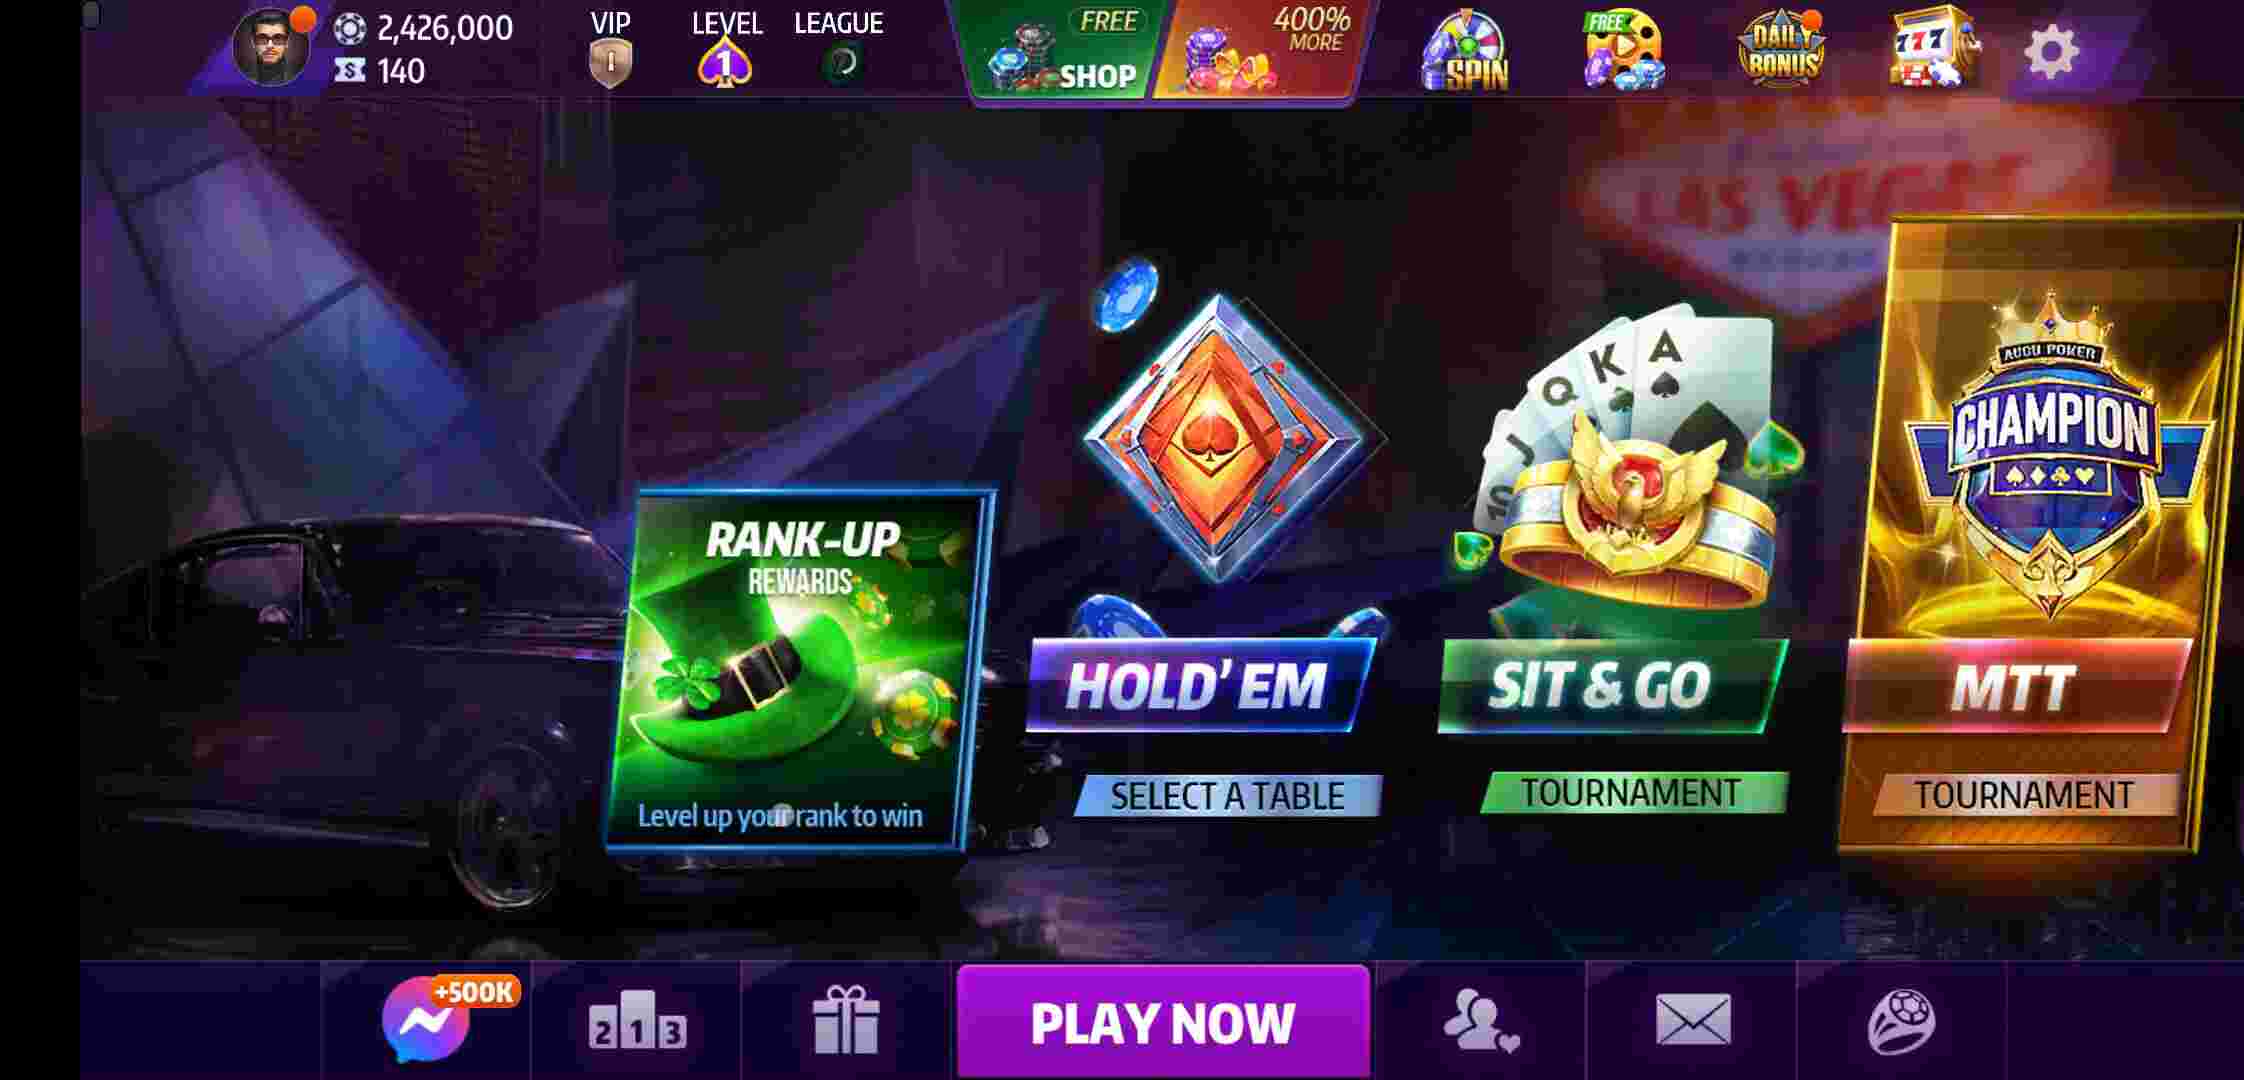 2,426,000
140
VIP
LEVEL
1
LEAGUE
FREE
SHOP
400%
MORE
SPIN
FREE
DAILY
BONUS
777
LAS VEGAS
RANK-UP
REWARDS
Level up your rank to win
10 J Q K A
HOLD'EM
SELECT A TABLE
SIT & GO
TOURNAMENT
AUGU POKER
CHAMPION
MTT
TOURNAMENT
+500K
2 1 3
PLAY NOW